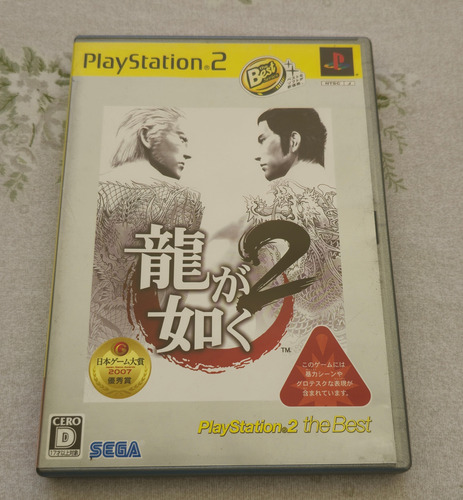 PlayStation®2
the Best
NTSC J
龍が
如く2
TM
日本ゲーム大賞
2007
優秀賞
このゲームには
暴力シーンや
グロテスクな表現が
含まれています。
CERO
D
17才以上対象
SEGA
PlayStation®2 the Best